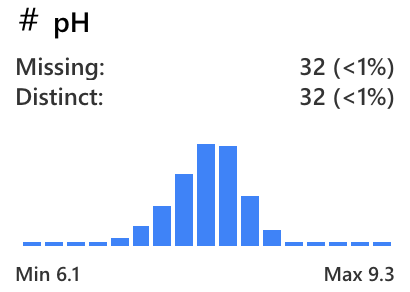 # pH
Missing: 32 (<1%)
Distinct: 32 (<1%)
Min 6.1 Max 9.3